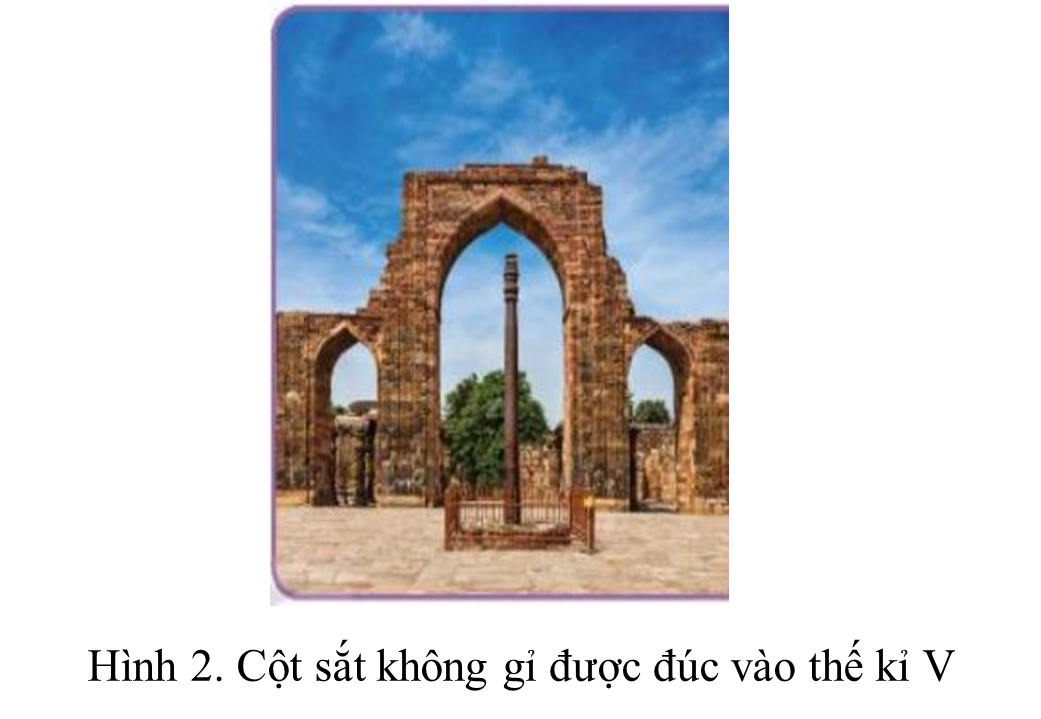 Hình 2. Cột sắt không gỉ được đúc vào thế kỉ V